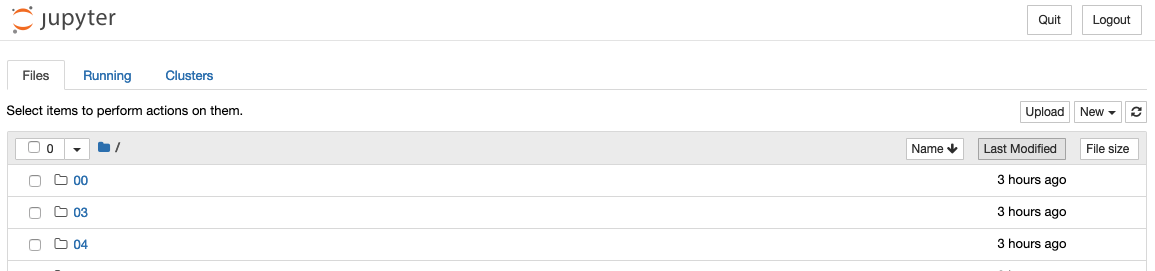 jupyter
Quit
Logout
Files
Running
Clusters
Select items to perform actions on them.
Upload
New
0
/
Name
Last Modified
File size
00
3 hours ago
03
3 hours ago
04
3 hours ago